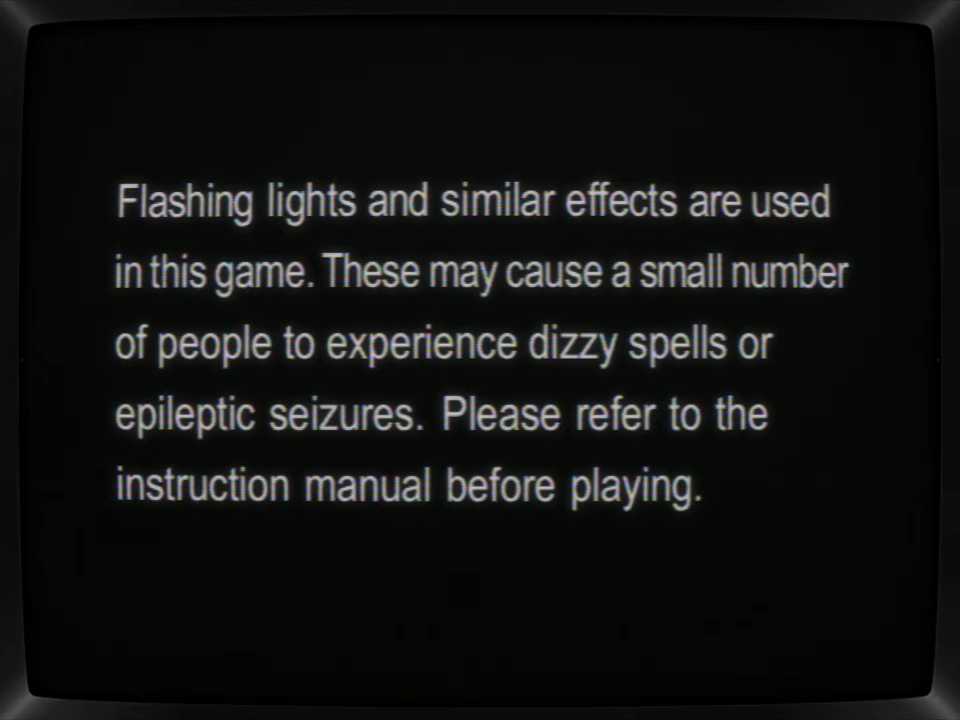 Flashing lights and similar effects are used
in this game. These may cause a small number
of people to experience dizzy spells or
epileptic seizures. Please refer to the
instruction manual before playing.